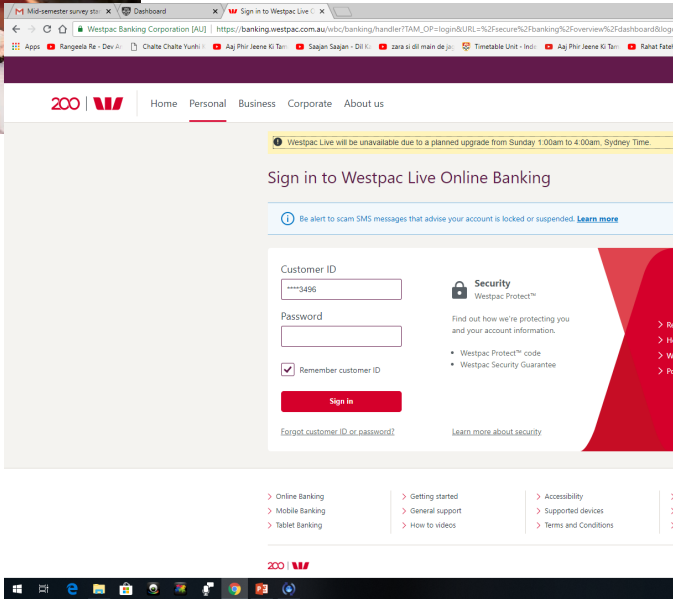 Mid-semester survey sta
Dashboard
Sign in to Westpac Live O
Westpac Banking Corporation [AU] | https://banking.westpac.com.au/wbc/banking/handler?TAM_OP=login&URL=%2Fsecure%2Fbanking%2Foverview%2Fdashboard&log
Apps Rangeela Re - Dev A Chalte Chalte Yunhi K Aaj Phir Jeene Ki Tam Saajan Saajan - Dil K zara si dil main de jag Timetable Unit - Inde Aaj Phir Jeene Ki Tam Rahat Fateh
200
Home Personal Business Corporate About us
Westpac Live will be unavailable due to a planned upgrade from Sunday 1:00am to 4:00am, Sydney Time.
Sign in to Westpac Live Online Banking
Be alert to scam SMS messages that advise your account is locked or suspended. Learn more
Customer ID
****3496
Password
Remember customer ID
Sign in
Forgot customer ID or password?
Security
Westpac Protect™
Find out how we're protecting you
and your account information.
• Westpac Protect™ code
• Westpac Security Guarantee
Learn more about security
> Re
> H
> W
> Po
> Online Banking
> Mobile Banking
> Tablet Banking
> Getting started
> General support
> How to videos
> Accessibility
> Supported devices
> Terms and Conditions
200